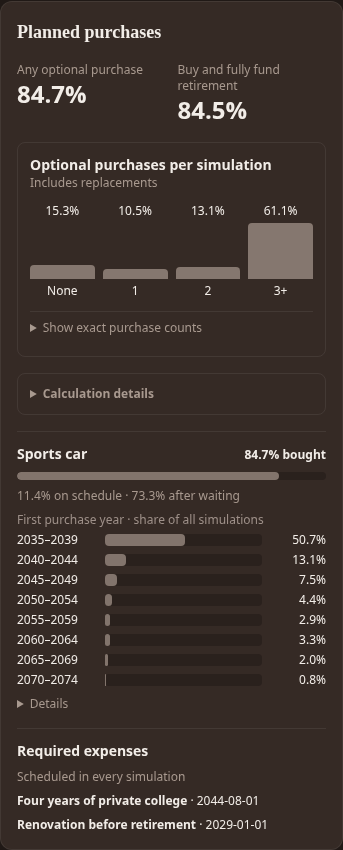 Planned purchases
Any optional purchase
84.7%
Buy and fully fund
retirement
84.5%
Optional purchases per simulation
Includes replacements
15.3% 10.5% 13.1% 61.1%
None 1 2 3+
Show exact purchase counts
Calculation details
Sports car 84.7% bought
11.4% on schedule · 73.3% after waiting
First purchase year · share of all simulations
2035–2039 50.7%
2040–2044 13.1%
2045–2049 7.5%
2050–2054 4.4%
2055–2059 2.9%
2060–2064 3.3%
2065–2069 2.0%
2070–2074 0.8%
Details
Required expenses
Scheduled in every simulation
Four years of private college · 2044-08-01
Renovation before retirement · 2029-01-01